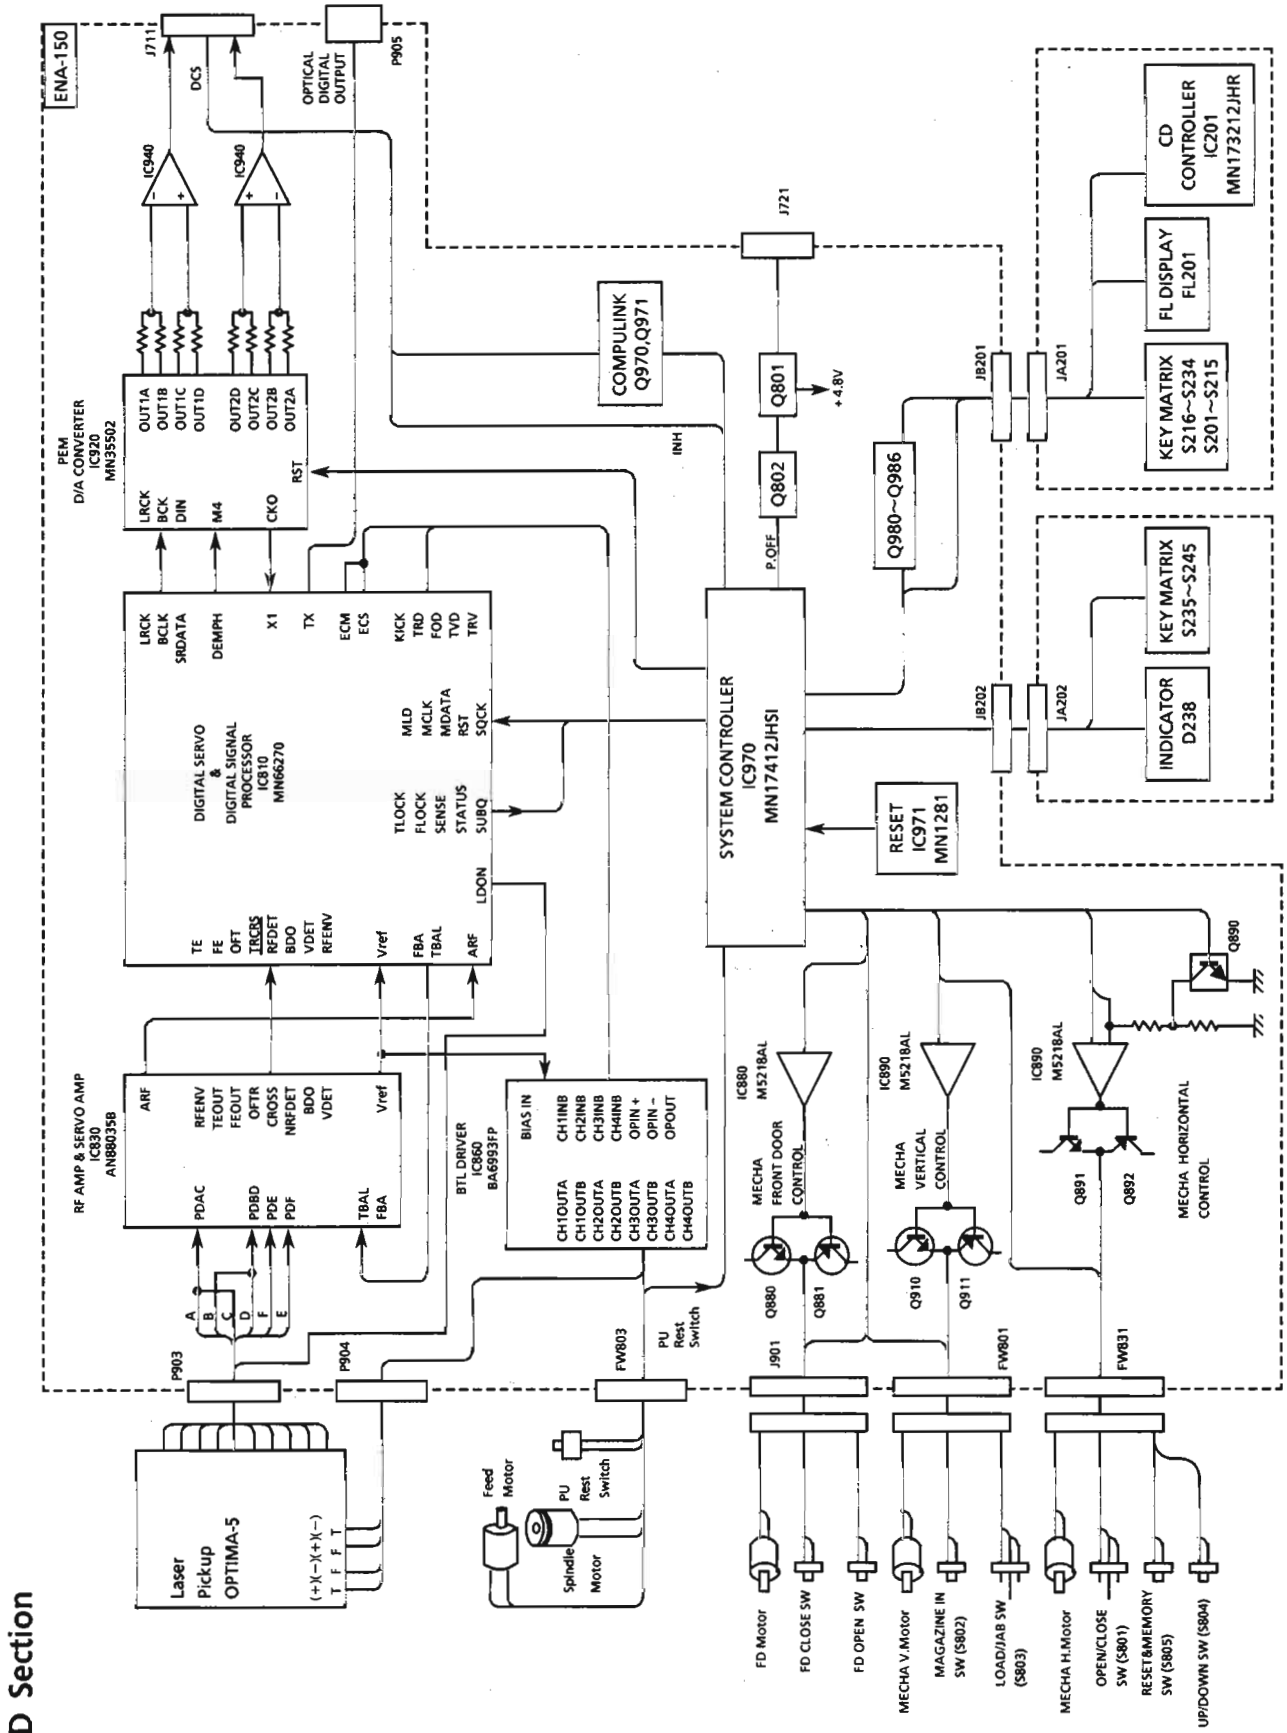 D Section
Laser
Pickup
OPTIMA-5
(+)(-)(+)(-)
T F F T
P903
P904
A
B
C
D
F
E
RF AMP & SERVO AMP
IC830
AN8803SB
PDAC
PDBD
PDE
PDF
TBAL
FBA
ARF
RFENV
TEOUT
FEOUT
OFTR
CROSS
NRFDET
BDO
VDET
Vref
DIGITAL SERVO
&
DIGITAL SIGNAL
PROCESSOR
IC810
MN66270
TE
FE
OFT
TRCRS
RFDET
BDO
VDET
RFENV
Vref
FBA
TBAL
ARF
LDON
TLOCK
FLOCK
SENSE
STATUS
SUBQ
MLD
MCLK
MDATA
RST
SQCK
LRCK
BCLK
SRDATA
DEMPH
X1
TX
ECM
ECS
KICK
TRD
FOD
TVD
TRV
PEM
D/A CONVERTER
IC920
MN35502
LRCK
BCK
DIN
M4
CKO
RST
OUT1A
OUT1B
OUT1C
OUT1D
OUT2D
OUT2C
OUT2B
OUT2A
IC940
IC940
ENA-150
J711
DCS
OPTICAL
DIGITAL
OUTPUT
P905
Feed
Motor
Spindle
Motor
PU
Rest
Switch
FW803
PU
Rest
Switch
BTL DRIVER
IC860
BA6993FP
BIAS IN
CH1OUTA
CH1OUTB
CH2OUTA
CH2OUTB
CH3OUTA
CH3OUTB
CH4OUTA
CH4OUTB
CH1INB
CH2INB
CH3INB
CH4INB
OPIN +
OPIN -
OPOUT
COMPULINK
Q970,Q971
INH
SYSTEM CONTROLLER
IC970
MN17412JHSI
P.OFF
Q802
Q801
+ 4.8V
J721
RESET
IC971
MN1281
Q980~Q986
JB201
JA201
JB202
JA202
CD
CONTROLLER
IC201
MN173212JHR
FL DISPLAY
FL201
KEY MATRIX
S216~S234
S201~S215
KEY MATRIX
S235~S245
INDICATOR
D238
IC880
M5218AL
MECHA
FRONT DOOR
CONTROL
Q880
Q881
J901
IC890
M5218AL
MECHA
VERTICAL
CONTROL
Q910
Q911
FW801
IC890
M5218AL
Q890
Q891
Q892
MECHA HORIZONTAL
CONTROL
FW831
FD Motor
FD CLOSE SW
FD OPEN SW
MECHA V.Motor
MAGAZINE IN
SW (S802)
LOAD/JAB SW
(S803)
MECHA H.Motor
OPEN/CLOSE
SW (S801)
RESET&MEMORY
SW (S805)
UP/DOWN SW (S804)